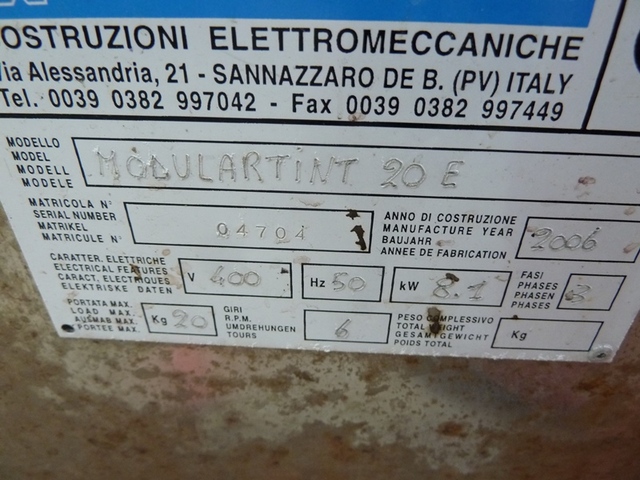 OSTRUZIONI ELETTROMECCANICHE
Via Alessandria, 21 - SANNAZZARO DE B. (PV) ITALY
Tel. 0039 0382 997042 - Fax 0039 0382 997449
MODELLO
MODEL
MODELL
MODELE
MODULARTINT 20 E
MATRICOLA N°
SERIAL NUMBER
MATRIKEL
MATRICULE N°
04704
ANNO DI COSTRUZIONE
MANUFACTURE YEAR
BAUJAHR
ANNEE DE FABRICATION
2006
CARATTER. ELETTRICHE
ELECTRICAL FEATURES
CARACT. ELECTRIQUES
ELEKTRISKE DATEN
V 400
Hz 50
kW 8.1
FASI
PHASES
PHASEN
PHASES
3
PORTATA MAX.
LOAD MAX.
AUSMAB MAX.
PORTEE MAX.
Kg 20
GIRI
R.P.M.
UMDREHUNGEN
TOURS
6
PESO COMPLESSIVO
TOTAL WEIGHT
GESAMTGEWICHT
POIDS TOTAL
Kg